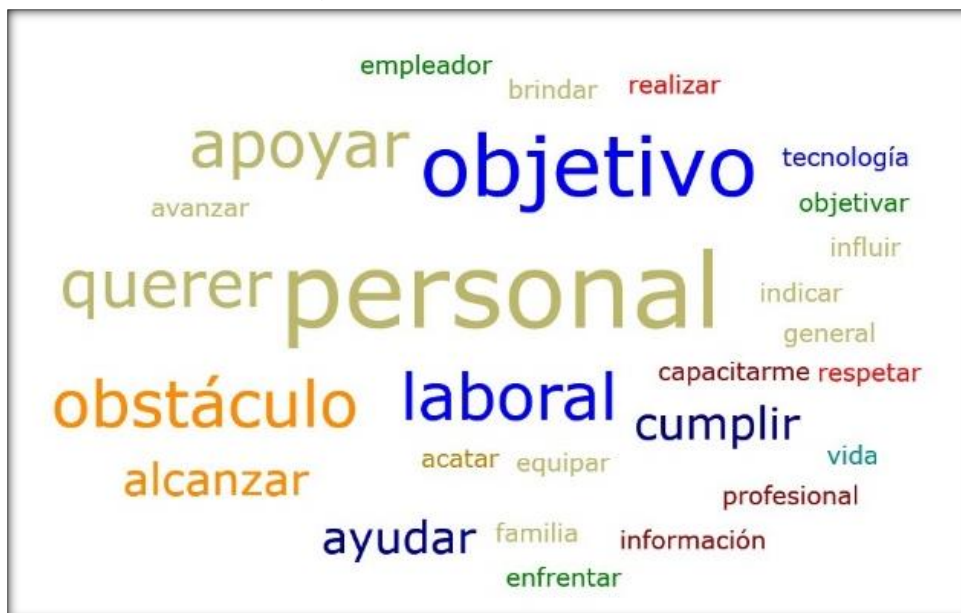 empleador
brindar realizar
apoyar objetivo tecnología
avanzar objetivar
influir
querer personal indicar
general
capacitarme respetar
obstáculo laboral cumplir
acatar equipar vida
alcanzar profesional
ayudar familia información
enfrentar